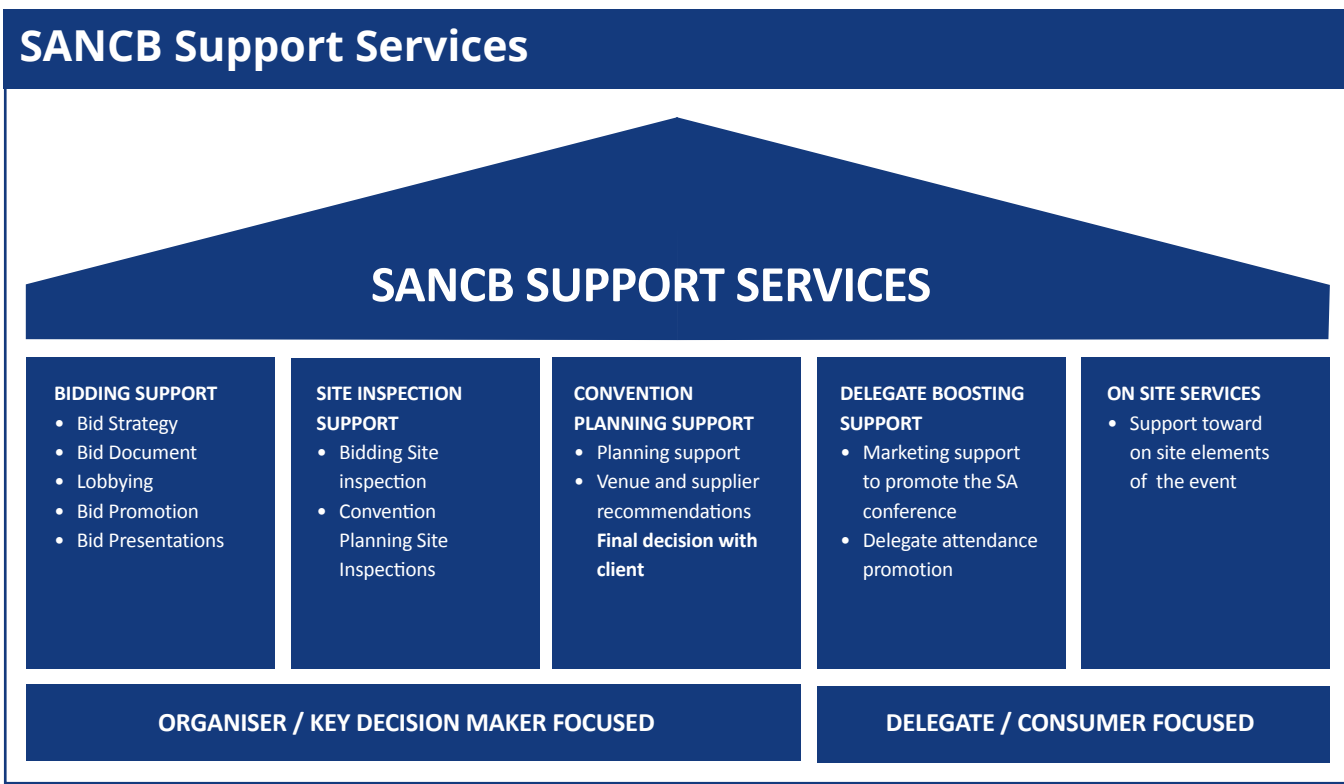 SANCB Support Services
SANCB SUPPORT SERVICES
BIDDING SUPPORT
• Bid Strategy
• Bid Document
• Lobbying
• Bid Promotion
• Bid Presentations
SITE INSPECTION
SUPPORT
• Bidding Site
inspection
• Convention
Planning Site
Inspections
CONVENTION
PLANNING SUPPORT
• Planning support
• Venue and supplier
recommendations
Final decision with
client
DELEGATE BOOSTING
SUPPORT
• Marketing support
to promote the SA
conference
• Delegate attendance
promotion
ON SITE SERVICES
• Support toward
on site elements
of the event
ORGANISER / KEY DECISION MAKER FOCUSED
DELEGATE / CONSUMER FOCUSED